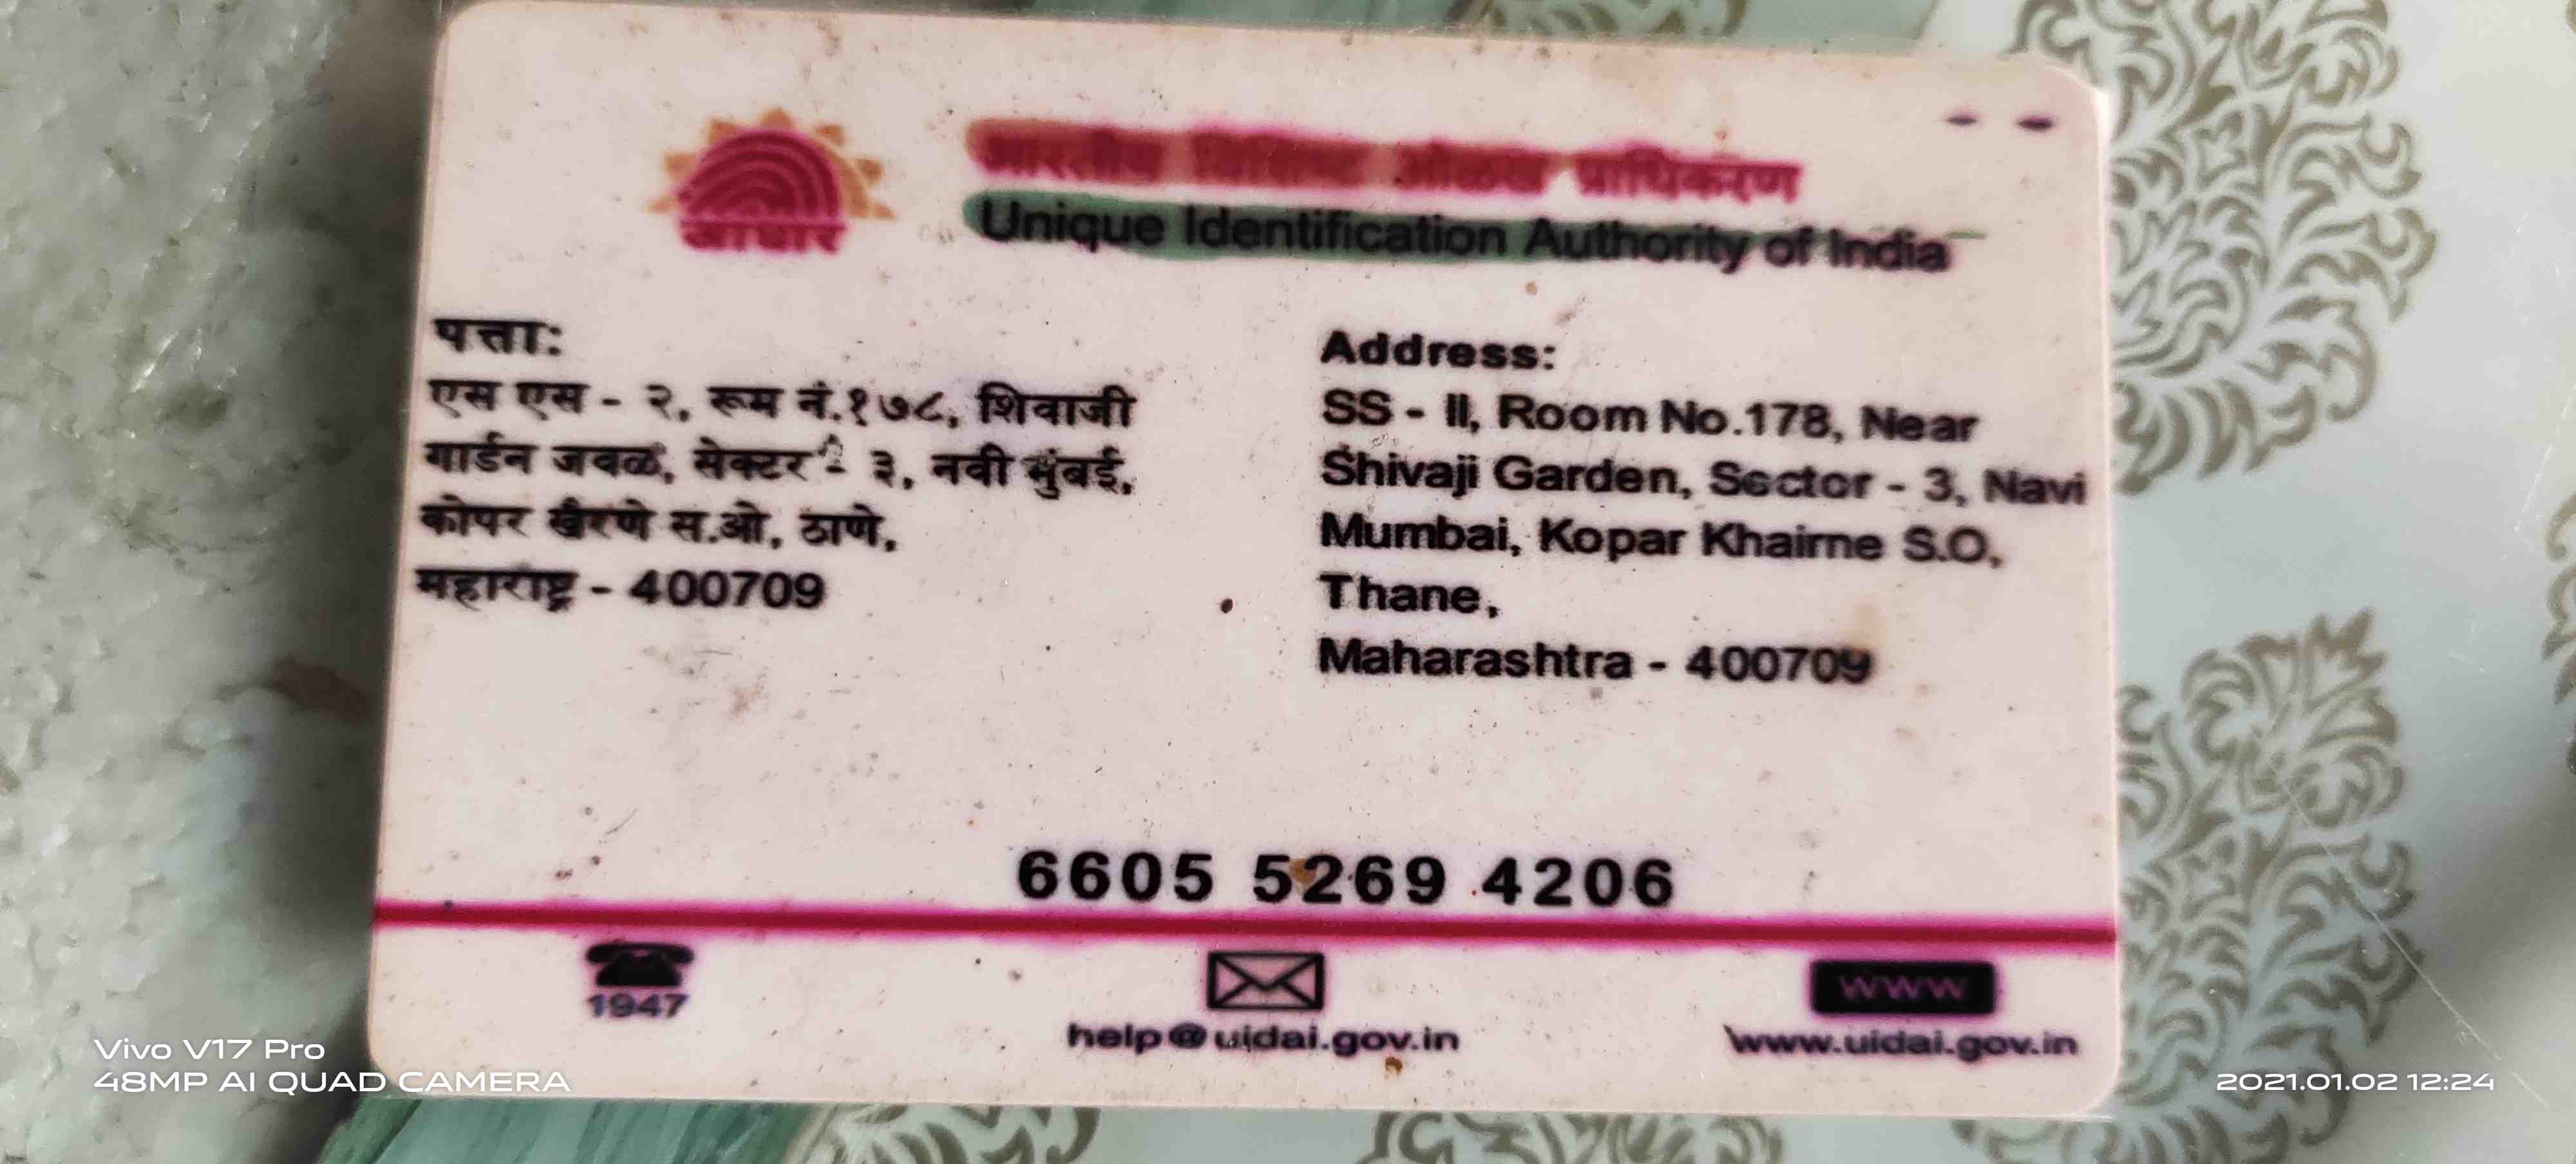 भारतीय विशिष्ट ओळख प्राधिकरण
Unique Identification Authority of India
आधार
पत्ता:
एस एस - २, रूम नं.१७८, शिवाजी
गार्डन जवळ, सेक्टर - ३, नवी मुंबई,
कोपर खैरणे स.ओ, ठाणे,
महाराष्ट्र - 400709
Address:
SS - II, Room No.178, Near
Shivaji Garden, Sector - 3, Navi
Mumbai, Kopar Khairne S.O,
Thane,
Maharashtra - 400709
6605 5269 4206
1947
help@uidai.gov.in
WWW
www.uidai.gov.in
Vivo V17 Pro
48MP AI QUAD CAMERA
2021.01.02 12:24